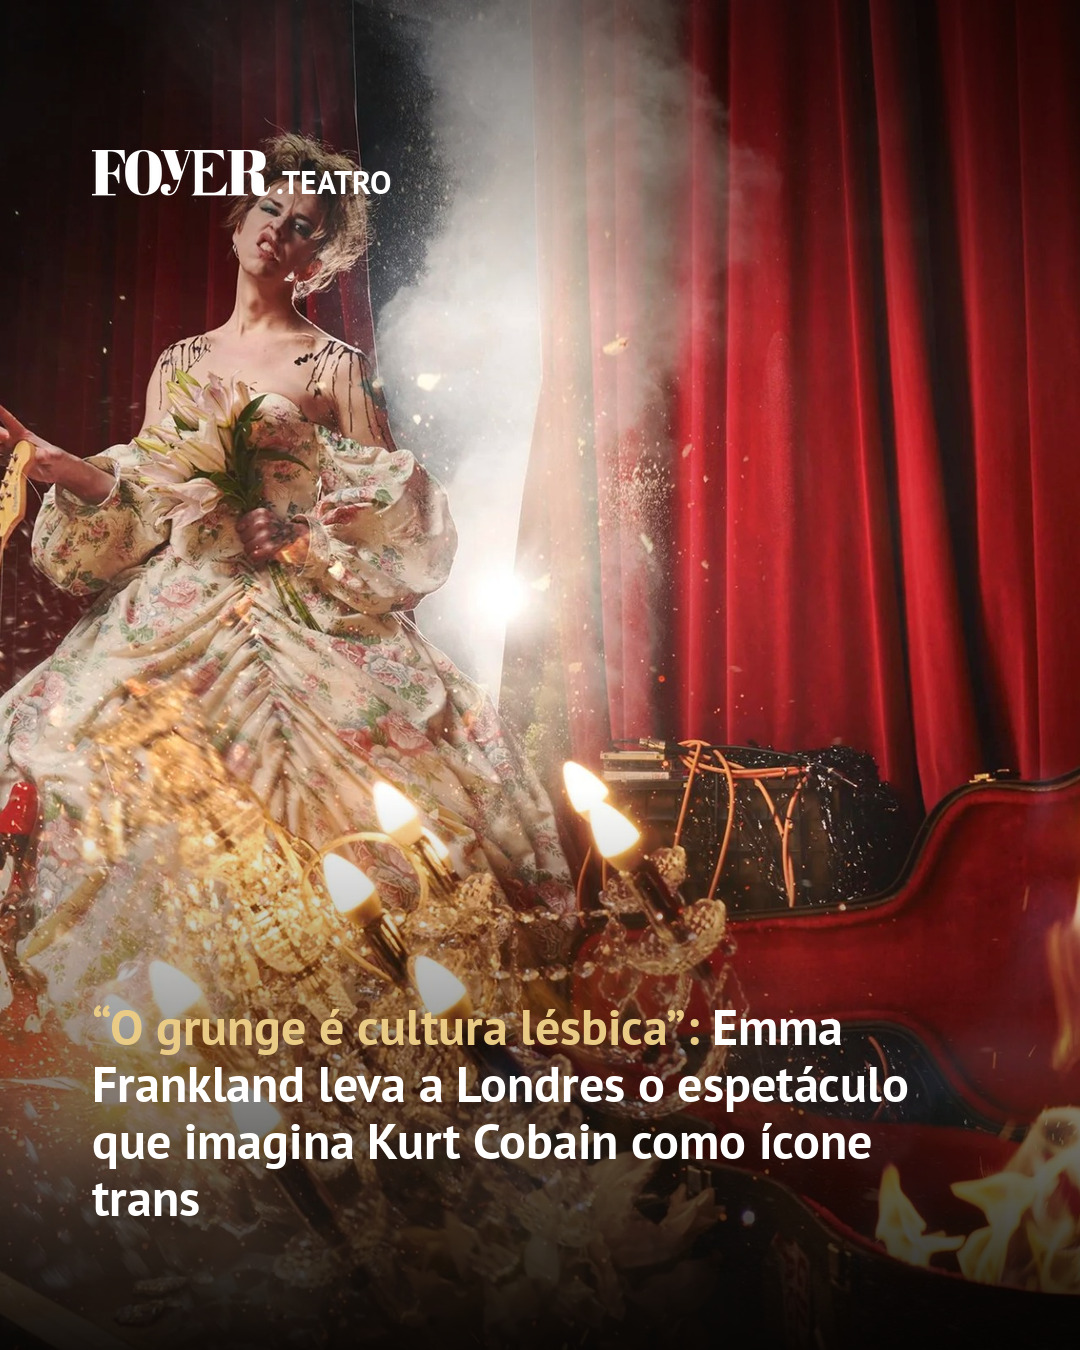 FOYER.TEATRO
“O grunge é cultura lésbica”: Emma
Frankland leva a Londres o espetáculo
que imagina Kurt Cobain como ícone
trans